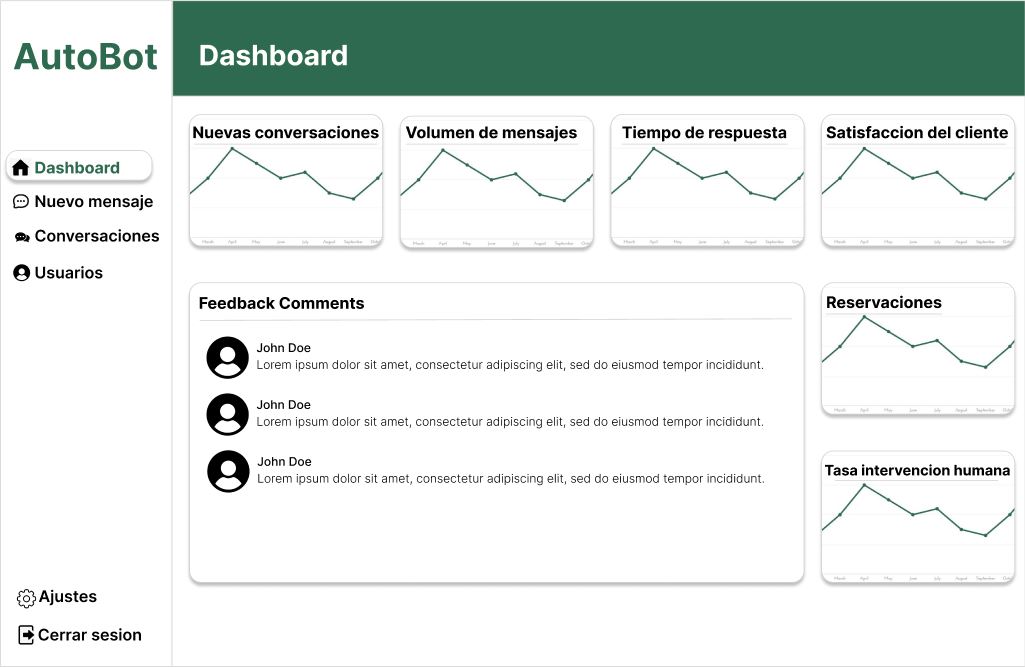 AutoBot
Dashboard
Dashboard
Nuevo mensaje
Conversaciones
Usuarios
Ajustes
Cerrar sesion
Nuevas conversaciones
March April May June July August September
Volumen de mensajes
March April May June July August September
Tiempo de respuesta
March April May June July August September
Satisfaccion del cliente
March April May June July August September
Feedback Comments
John Doe
Lorem ipsum dolor sit amet, consectetur adipiscing elit, sed do eiusmod tempor incididunt.
John Doe
Lorem ipsum dolor sit amet, consectetur adipiscing elit, sed do eiusmod tempor incididunt.
John Doe
Lorem ipsum dolor sit amet, consectetur adipiscing elit, sed do eiusmod tempor incididunt.
Reservaciones
March April May June July August September
Tasa intervencion humana
March April May June July August September